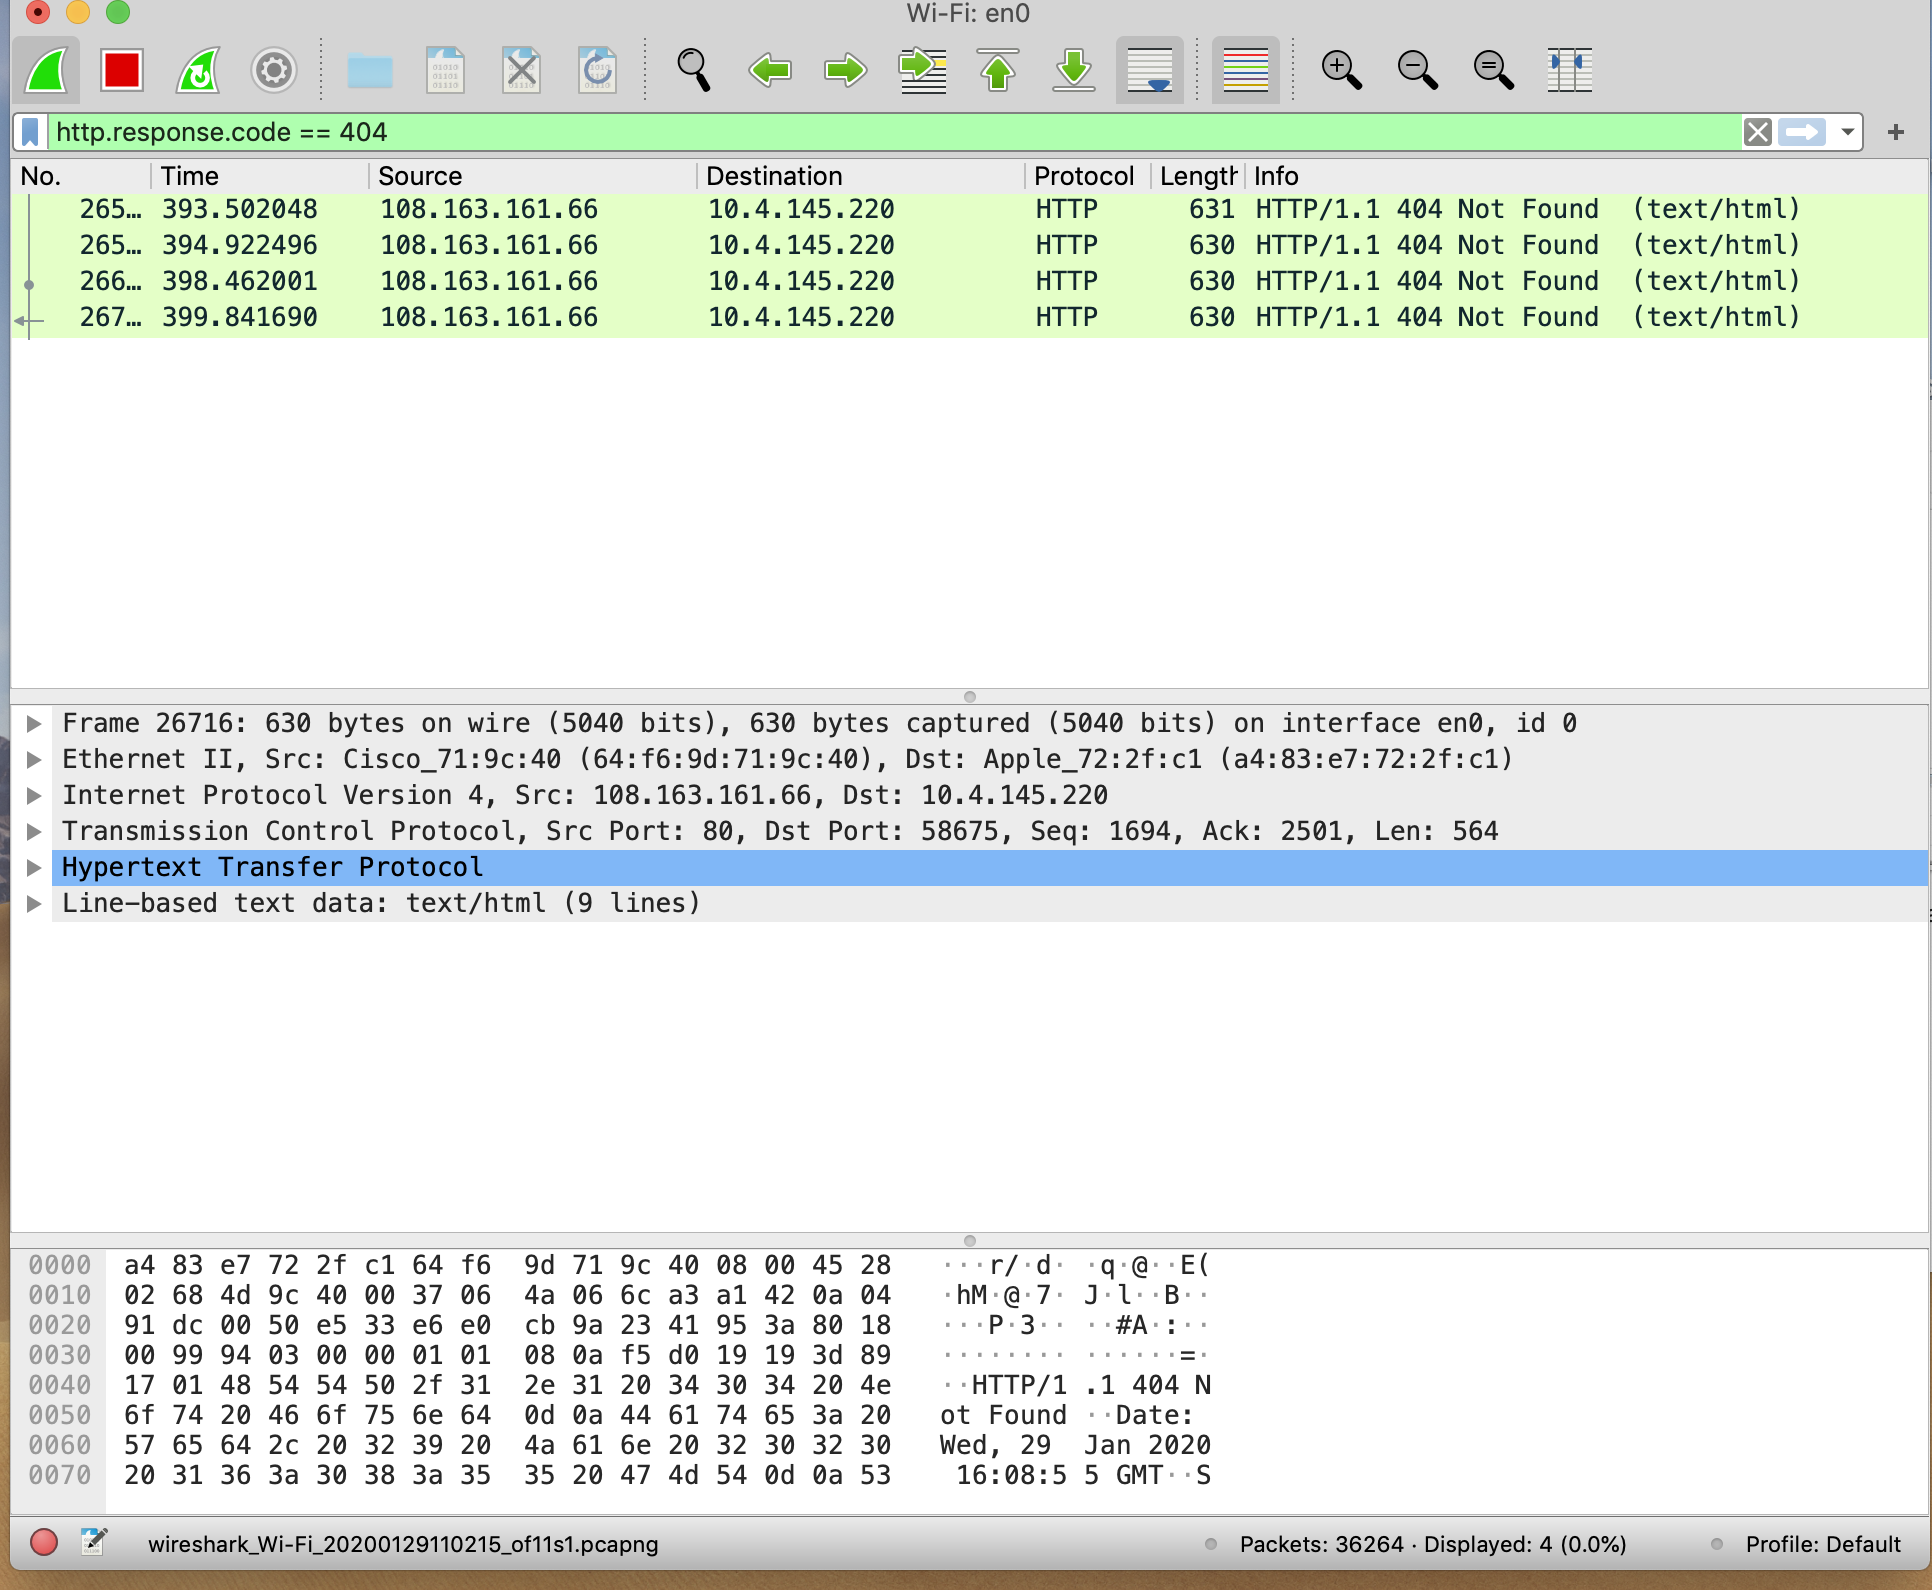 Wi-Fi: en0
http.response.code == 404
No. Time Source Destination Protocol Length Info
265… 393.502048 108.163.161.66 10.4.145.220 HTTP 631 HTTP/1.1 404 Not Found (text/html)
265… 394.922496 108.163.161.66 10.4.145.220 HTTP 630 HTTP/1.1 404 Not Found (text/html)
266… 398.462001 108.163.161.66 10.4.145.220 HTTP 630 HTTP/1.1 404 Not Found (text/html)
267… 399.841690 108.163.161.66 10.4.145.220 HTTP 630 HTTP/1.1 404 Not Found (text/html)
Frame 26716: 630 bytes on wire (5040 bits), 630 bytes captured (5040 bits) on interface en0, id 0
Ethernet II, Src: Cisco_71:9c:40 (64:f6:9d:71:9c:40), Dst: Apple_72:2f:c1 (a4:83:e7:72:2f:c1)
Internet Protocol Version 4, Src: 108.163.161.66, Dst: 10.4.145.220
Transmission Control Protocol, Src Port: 80, Dst Port: 58675, Seq: 1694, Ack: 2501, Len: 564
Hypertext Transfer Protocol
Line-based text data: text/html (9 lines)
0000 a4 83 e7 72 2f c1 64 f6 9d 71 9c 40 08 00 45 28 ···r/·d· ·q·@··E(
0010 02 68 4d 9c 40 00 37 06 4a 06 6c a3 a1 42 0a 04 ·hM·@·7· J·l··B··
0020 91 dc 00 50 e5 33 e6 e0 cb 9a 23 41 95 3a 80 18 ···P·3·· ··#A·:··
0030 00 99 94 03 00 00 01 01 08 0a f5 d0 19 19 3d 89 ········ ······=·
0040 17 01 48 54 54 50 2f 31 2e 31 20 34 30 34 20 4e ··HTTP/1 .1 404 N
0050 6f 74 20 46 6f 75 6e 64 0d 0a 44 61 74 65 3a 20 ot Found ··Date:
0060 57 65 64 2c 20 32 39 20 4a 61 6e 20 32 30 32 30 Wed, 29 Jan 2020
0070 20 31 36 3a 30 38 3a 35 35 20 47 4d 54 0d 0a 53 16:08:5 5 GMT··S
wireshark_Wi-Fi_20200129110215_of11s1.pcapng Packets: 36264 · Displayed: 4 (0.0%) Profile: Default